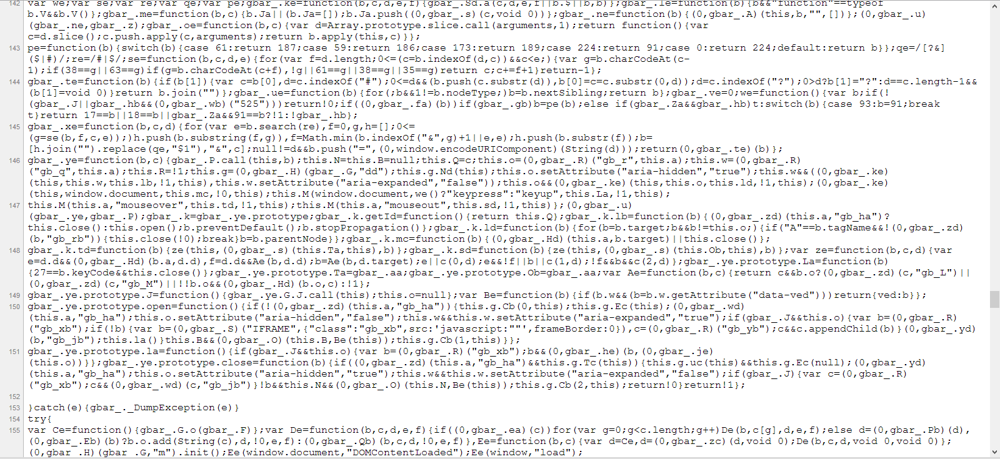 142 var we;var se;var re;var qe;var pe;gbar_.ke=function(b,c,d,e,f){gbar_.Sd.a(c,d,e,f||b.$||b,b)};gbar_.le=function(b){b&&"function"==typeof
b.V&&b.V()};gbar_.me=function(b,c){b.Ja||(b.Ja=[]);b.Ja.push((0,gbar_.s)(c,void 0))};gbar_.ne=function(b){(0,gbar_.A)(this,b,"",[])};(0,gbar_.u)
(gbar_.ne,gbar_.z);gbar_.oe=function(b,c){var d=Array.prototype.slice.call(arguments,1);return function(){var
c=d.slice();c.push.apply(c,arguments);return b.apply(this,c)}};
143 pe=function(b){switch(b){case 61:return 187;case 59:return 186;case 173:return 189;case 224:return 91;case 0:return 224;default:return b}};qe=/[?&]
($|#)/;re=/#|$/;se=function(b,c,d,e){for(var f=d.length;0<=(c=b.indexOf(d,c))&&c<e;){var g=b.charCodeAt(c-
1);if(38==g||63==g)if(g=b.charCodeAt(c+f),!g||61==g||38==g||35==g)return c;c+=f+1}return-1};
144 gbar_.te=function(b){if(b[1]){var c=b[0],d=c.indexOf("#");0<=d&&(b.push(c.substr(d)),b[0]=c=c.substr(0,d));d=c.indexOf("?");0>d?b[1]="?":d==c.length-1&&
(b[1]=void 0)}return b.join("")};gbar_.ue=function(b){for(;b&&1!=b.nodeType;)b=b.nextSibling;return b};gbar_.ve=0;we=function(){var b;if(!
(gbar_.J||gbar_.hb&&(0,gbar_.wb)("525")))return!0;if((0,gbar_.fa)(b))if(gbar_.gb)b=pe(b);else if(gbar_.Za&&gbar_.hb)t:switch(b){case 93:b=91;break
t}return 17==b||18==b||gbar_.Za&&91==b?!1:!gbar_.hb};
145 gbar_.xe=function(b,c,d){for(var e=b.search(re),f=0,g,h=[];0<=
(g=se(b,f,c,e));)h.push(b.substring(f,g)),f=Math.min(b.indexOf("&",g)+1||e,e);h.push(b.substr(f));b=
[h.join("").replace(qe,"$1"),"&",c];null!=d&&b.push("=",(0,window.encodeURIComponent)(String(d)));return(0,gbar_.te)(b)};
146 gbar_.ye=function(b,c){gbar_.P.call(this,b);this.N=this.B=null;this.Q=c;this.o=(0,gbar_.R)("gb_r",this.a);this.w=(0,gbar_.R)
("gb_q",this.a);this.R=!1;this.g=(0,gbar_.H)(gbar_.G,"dd");this.g.Nd(this);this.o.setAttribute("aria-hidden","true");this.w&&((0,gbar_.ke)
(this,this.w,this.lb,!1,this),this.w.setAttribute("aria-expanded","false"));this.o&&(0,gbar_.ke)(this,this.o,this.ld,!1,this);(0,gbar_.ke)
(this,window.document,this.mc,!0,this);this.M(window.document,we()?"keypress":"keyup",this.La,!1,this);
147 this.M(this.a,"mouseover",this.td,!1,this);this.M(this.a,"mouseout",this.sd,!1,this)};(0,gbar_.u)
(gbar_.ye,gbar_.P);gbar_.k=gbar_.ye.prototype;gbar_.k.getId=function(){return this.Q};gbar_.k.lb=function(b){(0,gbar_.zd)(this.a,"gb_ha")?
this.close():this.open();b.preventDefault();b.stopPropagation()};gbar_.k.ld=function(b){for(b=b.target;b&&b!=this.o;){if("A"==b.tagName&&!(0,gbar_.zd)
(b,"gb_rb")){this.close(!0);break}b=b.parentNode}};gbar_.k.mc=function(b){(0,gbar_.Hd)(this.a,b.target)||this.close()};
148 gbar_.k.td=function(b){ze(this,(0,gbar_.s)(this.Ta,this),b)};gbar_.k.sd=function(b){ze(this,(0,gbar_.s)(this.Ob,this),b)};var ze=function(b,c,d){var
e=d.d&&(0,gbar_.Hd)(b.a,d.d),f=d.d&&Ae(b,d.d);b=Ae(b,d.target);e||c(0,d);e&&!f||b||c(1,d);!f&&b&&c(2,d)};gbar_.ye.prototype.La=function(b)
{27==b.keyCode&&this.close()};gbar_.ye.prototype.Ta=gbar_.aa;gbar_.ye.prototype.Ob=gbar_.aa;var Ae=function(b,c){return c&&b.o?(0,gbar_.zd)(c,"gb_L")||
(0,gbar_.zd)(c,"gb_M")||!!b.o&&(0,gbar_.Hd)(b.o,c):!1};
149 gbar_.ye.prototype.J=function(){gbar_.ye.G.J.call(this);this.o=null};var Be=function(b){if(b.w&&(b=b.w.getAttribute("data-ved")))return{ved:b}};
150 gbar_.ye.prototype.open=function(){if(!(0,gbar_.zd)(this.a,"gb_ha")){this.g.Cb(0,this);this.g.Ec(this);(0,gbar_.wd)
(this.a,"gb_ha");this.o.setAttribute("aria-hidden","false");this.w&&this.w.setAttribute("aria-expanded","true");if(gbar_.J&&this.o){var b=(0,gbar_.R)
("gb_xb");if(!b){var b=(0,gbar_.S)("IFRAME",{"class":"gb_xb",src:'javascript:""',frameBorder:0}),c=(0,gbar_.R)("gb_yb");c&&c.appendChild(b)}(0,gbar_.yd)
(b,"gb_jb");this.la()}this.B&&(0,gbar_.O)(this.B,Be(this));this.g.Cb(1,this)}};
151 gbar_.ye.prototype.la=function(){if(gbar_.J&&this.o){var b=(0,gbar_.R)("gb_xb");b&&(0,gbar_.he)(b,(0,gbar_.je)
(this.o))}};gbar_.ye.prototype.close=function(b){if((0,gbar_.zd)(this.a,"gb_ha")&&this.g.Tc(this)){this.g.uc(this)&&this.g.Ec(null);(0,gbar_.yd)
(this.a,"gb_ha");this.o.setAttribute("aria-hidden","true");this.w&&this.w.setAttribute("aria-expanded","false");if(gbar_.J){var c=(0,gbar_.R)
("gb_xb");c&&(0,gbar_.wd)(c,"gb_jb")}!b&&this.N&&(0,gbar_.O)(this.N,Be(this));this.g.Cb(2,this);return!0}return!1};
152
153 }catch(e){gbar_._DumpException(e)}
154 try{
155 var Ce=function(){gbar_.G.o(gbar_.F)};var De=function(b,c,d,e,f){if((0,gbar_.ea)(c))for(var g=0;g<c.length;g++)De(b,c[g],d,e,f);else d=(0,gbar_.Pb)(d),
(0,gbar_.Eb)(b)?b.o.add(String(c),d,!0,e,f):(0,gbar_.Qb)(b,c,d,!0,e,f)},Ee=function(b,c){var d=Ce,d=(0,gbar_.zc)(d,void 0);De(b,c,d,void 0,void 0)};
(0,gbar_.H)(gbar_.G,"m").init();Ee(window.document,"DOMContentLoaded");Ee(window,"load");